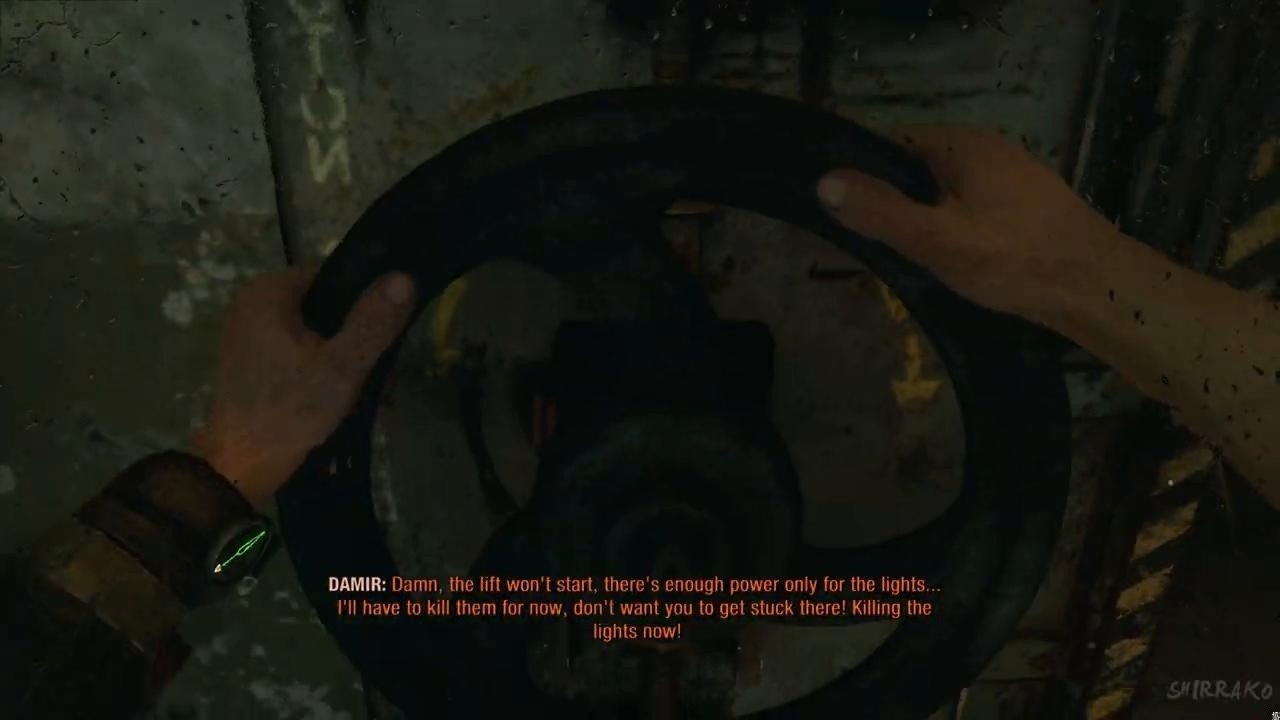 DAMIR: Damn, the lift won't start, there's enough power only for the lights...
I'll have to kill them for now, don't want you to get stuck there! Killing the
lights now!
SHIRRAKO